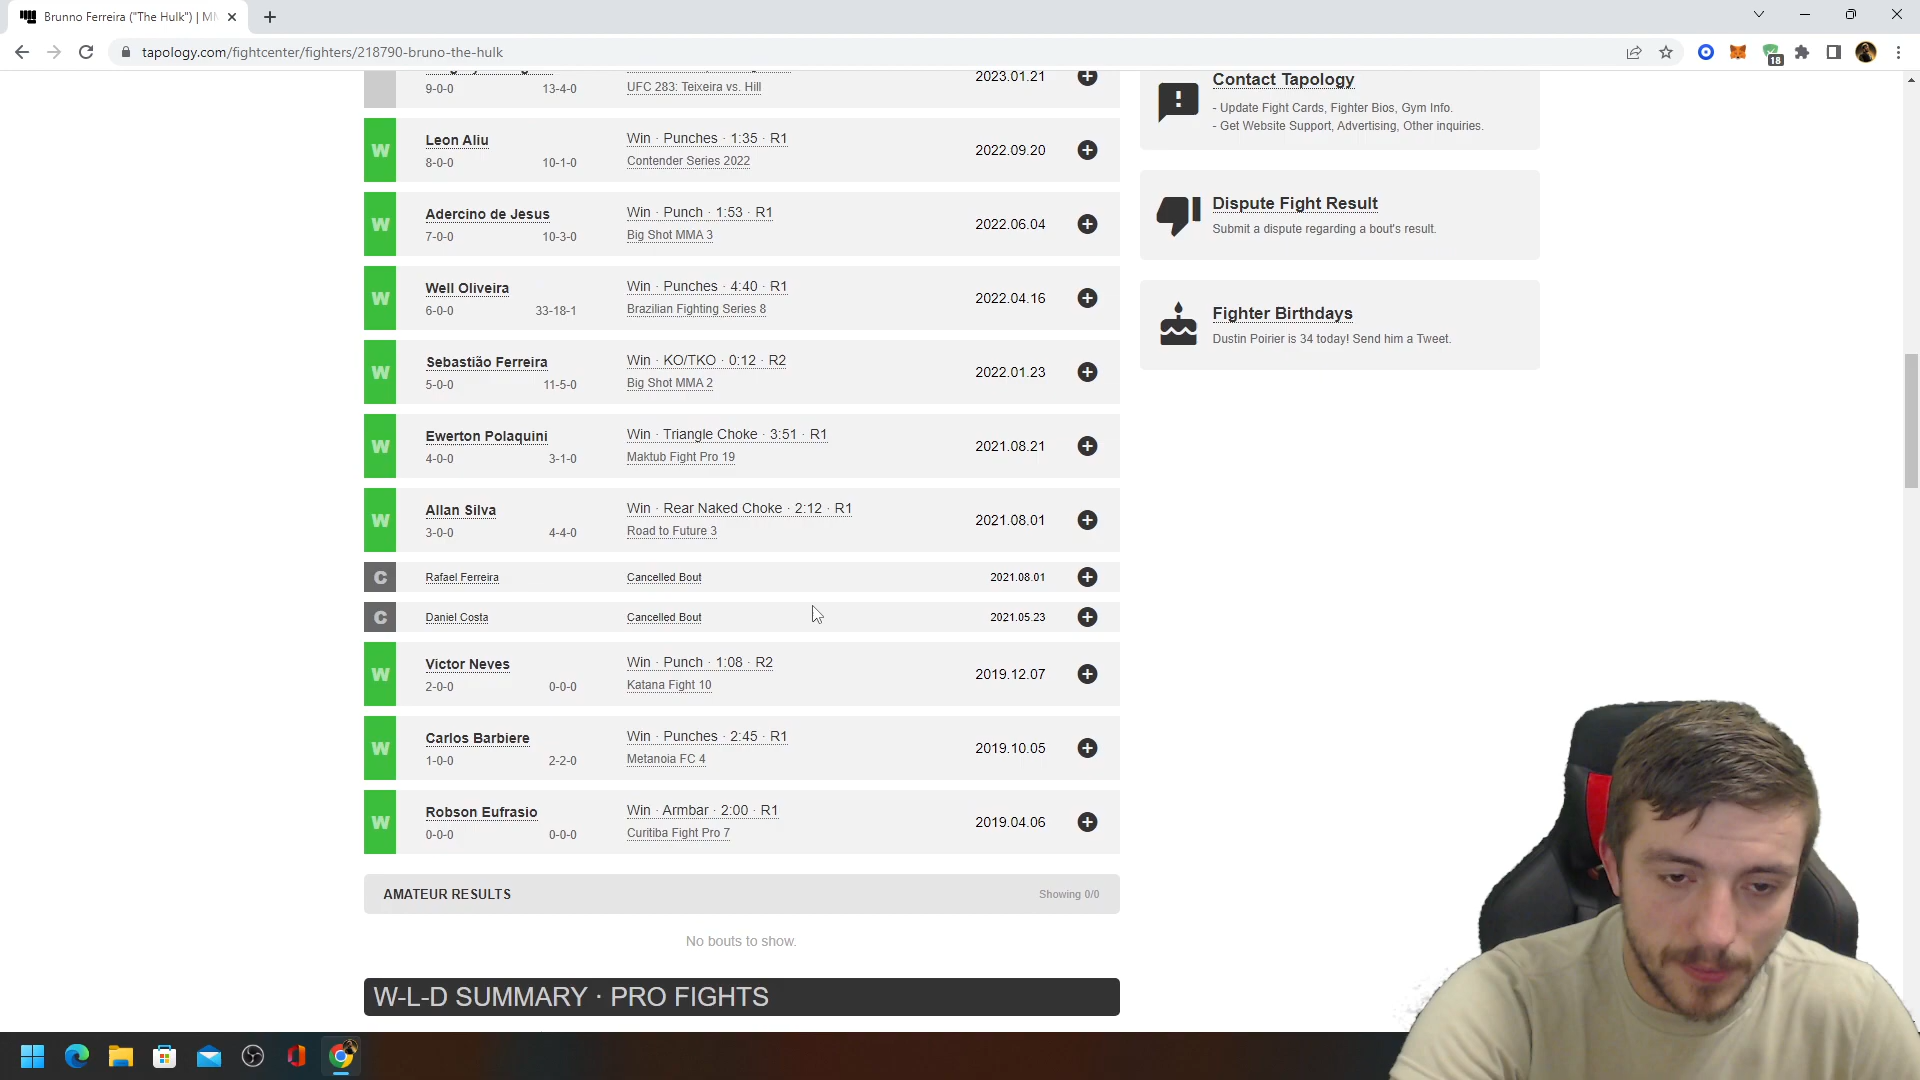 Brunno Ferreira ("The Hulk") | MM
tapology.com/fightcenter/fighters/218790-bruno-the-hulk
18
9-0-0 13-4-0 UFC 283: Teixeira vs. Hill 2023.01.21
W Leon Aliu Win · Punches · 1:35 · R1 2022.09.20
8-0-0 10-1-0 Contender Series 2022
W Adercino de Jesus Win · Punch · 1:53 · R1 2022.06.04
7-0-0 10-3-0 Big Shot MMA 3
W Well Oliveira Win · Punches · 4:40 · R1 2022.04.16
6-0-0 33-18-1 Brazilian Fighting Series 8
W Sebastião Ferreira Win · KO/TKO · 0:12 · R2 2022.01.23
5-0-0 11-5-0 Big Shot MMA 2
W Ewerton Polaquini Win · Triangle Choke · 3:51 · R1 2021.08.21
4-0-0 3-1-0 Maktub Fight Pro 19
W Allan Silva Win · Rear Naked Choke · 2:12 · R1 2021.08.01
3-0-0 4-4-0 Road to Future 3
C Rafael Ferreira Cancelled Bout 2021.08.01
C Daniel Costa Cancelled Bout 2021.05.23
W Victor Neves Win · Punch · 1:08 · R2 2019.12.07
2-0-0 0-0-0 Katana Fight 10
W Carlos Barbiere Win · Punches · 2:45 · R1 2019.10.05
1-0-0 2-2-0 Metanoia FC 4
W Robson Eufrasio Win · Armbar · 2:00 · R1 2019.04.06
0-0-0 0-0-0 Curitiba Fight Pro 7
AMATEUR RESULTS Showing 0/0
No bouts to show.
W-L-D SUMMARY · PRO FIGHTS
Contact Tapology
- Update Fight Cards, Fighter Bios, Gym Info.
- Get Website Support, Advertising, Other inquiries.
Dispute Fight Result
Submit a dispute regarding a bout's result.
Fighter Birthdays
Dustin Poirier is 34 today! Send him a Tweet.